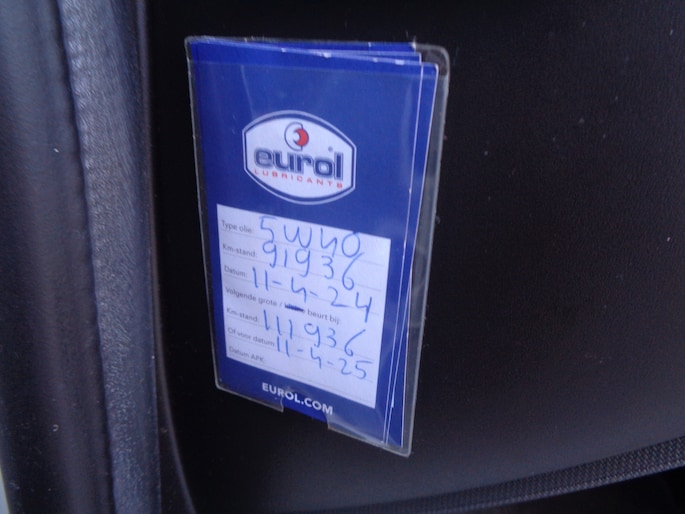 eurol
LUBRICANTS
Type olie: 5W40
Km-stand: 91936
Datum: 11-4-24
Volgende grote / beurt bij:
Km-stand: 111936
Of voor datum: 11-4-25
Datum APK:
EUROL.COM